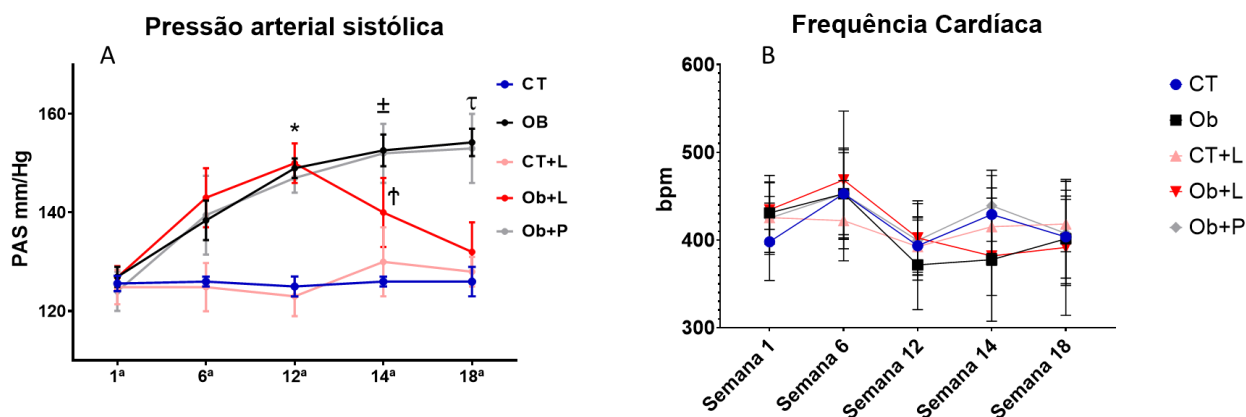 Pressão arterial sistólica
A
PAS mm/Hg
160
140
120
1ª
6ª
12ª
14ª
18ª
*
±
τ
†
CT
OB
CT+L
Ob+L
Ob+P
Frequência Cardíaca
B
bpm
600
500
400
300
Semana 1
Semana 6
Semana 12
Semana 14
Semana 18
CT
Ob
CT+L
Ob+L
Ob+P